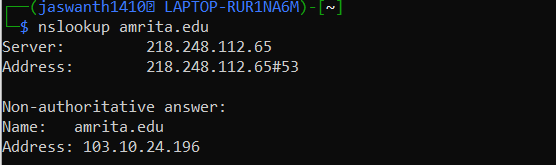 ┌──(jaswanth1410㉿ LAPTOP-RUR1NA6M)-[~]
└─$ nslookup amrita.edu
Server:         218.248.112.65
Address:        218.248.112.65#53

Non-authoritative answer:
Name:   amrita.edu
Address: 103.10.24.196